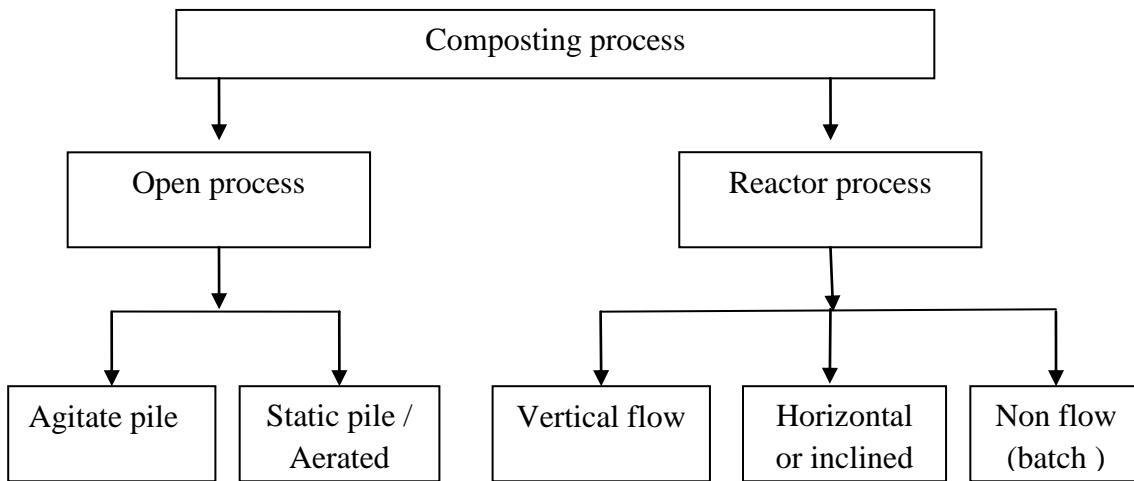 Composting process
Open process
Reactor process
Agitate pile
Static pile /
Aerated
Vertical flow
Horizontal
or inclined
Non flow
(batch )